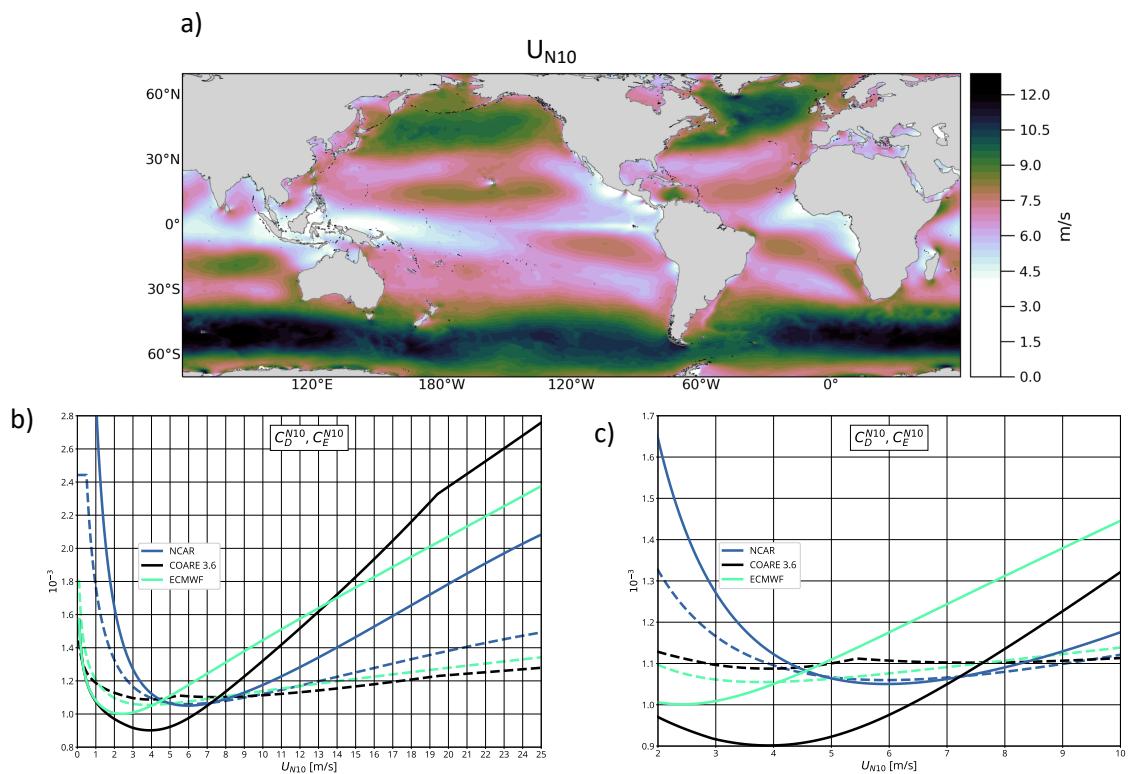 a)
U_N10
60°N
30°N
0°
30°S
60°S
120°E 180°W 120°W 60°W 0°
12.0
10.5
9.0
7.5
6.0
4.5
3.0
1.5
0.0
m/s
b)
C_D^N10, C_E^N10
2.8
2.6
2.4
2.2
2.0
1.8
1.6
1.4
1.2
1.0
0.8
10⁻³
NCAR
COARE 3.6
ECMWF
0 1 2 3 4 5 6 7 8 9 10 11 12 13 14 15 16 17 18 19 20 21 22 23 24 25
U_N10 [m/s]
c)
C_D^N10, C_E^N10
1.7
1.6
1.5
1.4
1.3
1.2
1.1
1.0
0.9
10⁻³
NCAR
COARE 3.6
ECMWF
2 3 4 5 6 7 8 9 10
U_N10 [m/s]